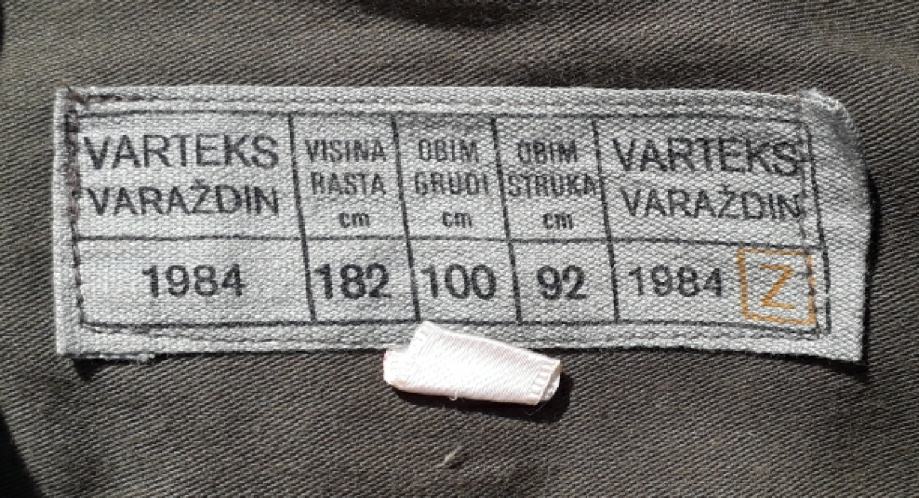 VARTEKS
VARAŽDIN
VISINA
RASTA
cm
OBIM
GRUDI
cm
OBIM
STRUKA
cm
VARTEKS
VARAŽDIN
1984
182
100
92
1984
Z